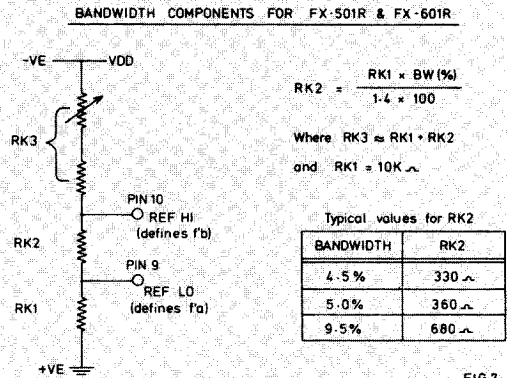 BANDWIDTH COMPONENTS FOR FX-501R & FX-601R
-VE
VDD
RK3
PIN 10
REF HI
(defines f'b)
RK2
PIN 9
REF LO
(defines f'a)
RK1
+VE
RK2 = RK1 × BW(%)
1·4 × 100
Where RK3 ≈ RK1 + RK2
and RK1 = 10K Ω
Typical values for RK2
BANDWIDTH RK2
4·5% 330 Ω
5·0% 360 Ω
9·5% 680 Ω